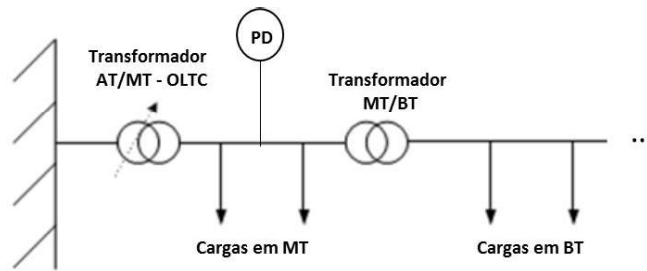 PD
Transformador
AT/MT - OLTC
Transformador
MT/BT
Cargas em MT
Cargas em BT
..